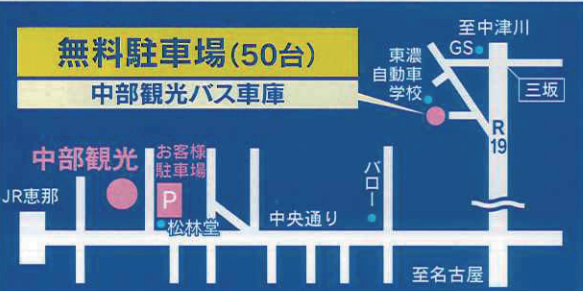 無料駐車場(50台)
中部観光バス車庫
至中津川
GS
東濃
自動車
学校
三坂
R
19
中部観光
お客様
駐車場
P
JR恵那
松林堂
中央通り
バロー
至名古屋